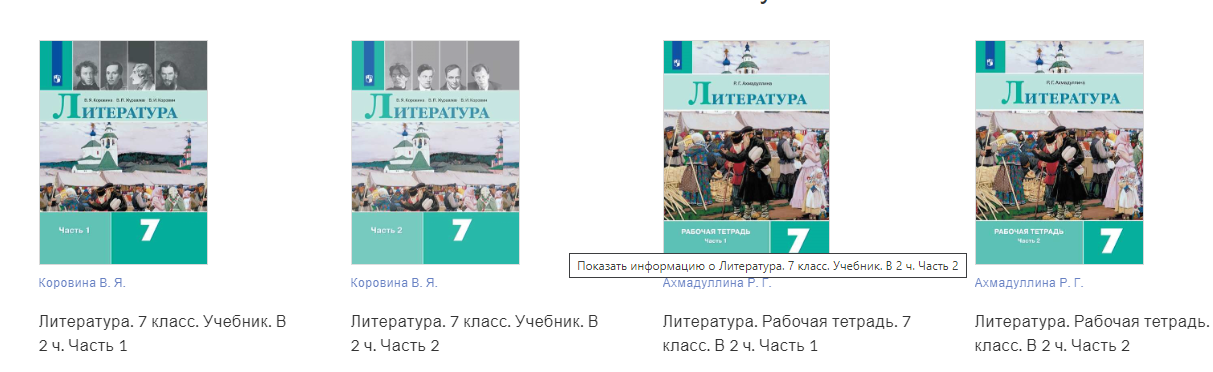 В. Я. Коровина В. П. Журавлев В. И. Коровин
ЛИТЕРАТУРА
Часть 1
7
Коровина В. Я.
Литература. 7 класс. Учебник. В
2 ч. Часть 1
В. Я. Коровина В. П. Журавлев В. И. Коровин
ЛИТЕРАТУРА
Часть 2
7
Коровина В. Я.
Литература. 7 класс. Учебник. В
2 ч. Часть 2
Р. Г. Ахмадуллина
ЛИТЕРАТУРА
РАБОЧАЯ ТЕТРАДЬ
Часть 1
7
Показать информацию о Литература. 7 класс. Учебник. В 2 ч. Часть 2
Ахмадуллина Р. Г.
Литература. Рабочая тетрадь. 7
класс. В 2 ч. Часть 1
Р. Г. Ахмадуллина
ЛИТЕРАТУРА
РАБОЧАЯ ТЕТРАДЬ
Часть 2
7
Ахмадуллина Р. Г.
Литература. Рабочая тетрадь.
класс. В 2 ч. Часть 2